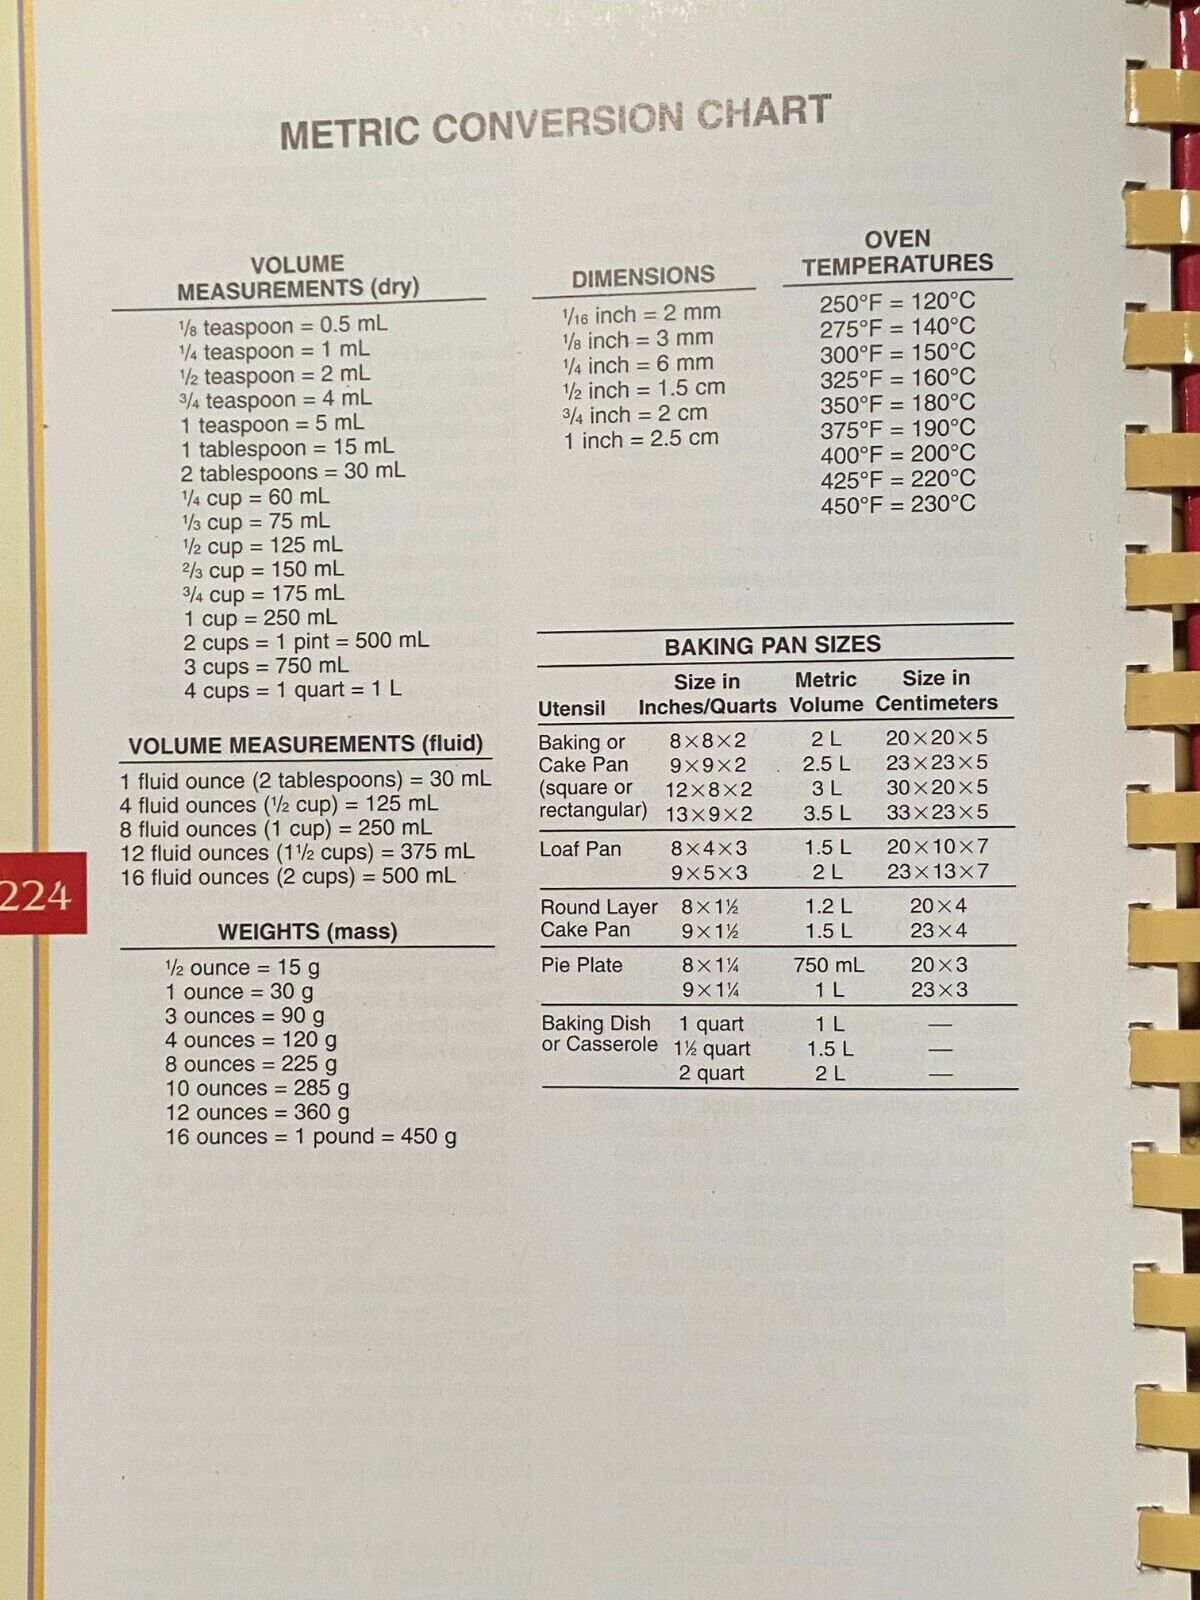 METRIC CONVERSION CHART
VOLUME
MEASUREMENTS (dry)
1/8 teaspoon = 0.5 mL
1/4 teaspoon = 1 mL
1/2 teaspoon = 2 mL
3/4 teaspoon = 4 mL
1 teaspoon = 5 mL
1 tablespoon = 15 mL
2 tablespoons = 30 mL
1/4 cup = 60 mL
1/3 cup = 75 mL
1/2 cup = 125 mL
2/3 cup = 150 mL
3/4 cup = 175 mL
1 cup = 250 mL
2 cups = 1 pint = 500 mL
3 cups = 750 mL
4 cups = 1 quart = 1 L
VOLUME MEASUREMENTS (fluid)
1 fluid ounce (2 tablespoons) = 30 mL
4 fluid ounces (1/2 cup) = 125 mL
8 fluid ounces (1 cup) = 250 mL
12 fluid ounces (1 1/2 cups) = 375 mL
16 fluid ounces (2 cups) = 500 mL
WEIGHTS (mass)
1/2 ounce = 15 g
1 ounce = 30 g
3 ounces = 90 g
4 ounces = 120 g
8 ounces = 225 g
10 ounces = 285 g
12 ounces = 360 g
16 ounces = 1 pound = 450 g
DIMENSIONS
1/16 inch = 2 mm
1/8 inch = 3 mm
1/4 inch = 6 mm
1/2 inch = 1.5 cm
3/4 inch = 2 cm
1 inch = 2.5 cm
OVEN
TEMPERATURES
250°F = 120°C
275°F = 140°C
300°F = 150°C
325°F = 160°C
350°F = 180°C
375°F = 190°C
400°F = 200°C
425°F = 220°C
450°F = 230°C
BAKING PAN SIZES
Size in Metric Size in
Utensil Inches/Quarts Volume Centimeters
Baking or 8×8×2 2 L 20×20×5
Cake Pan 9×9×2 2.5 L 23×23×5
(square or 12×8×2 3 L 30×20×5
rectangular) 13×9×2 3.5 L 33×23×5
Loaf Pan 8×4×3 1.5 L 20×10×7
9×5×3 2 L 23×13×7
Round Layer 8×1½ 1.2 L 20×4
Cake Pan 9×1½ 1.5 L 23×4
Pie Plate 8×1¼ 750 mL 20×3
9×1¼ 1 L 23×3
Baking Dish 1 quart 1 L —
or Casserole 1½ quart 1.5 L —
2 quart 2 L —
224